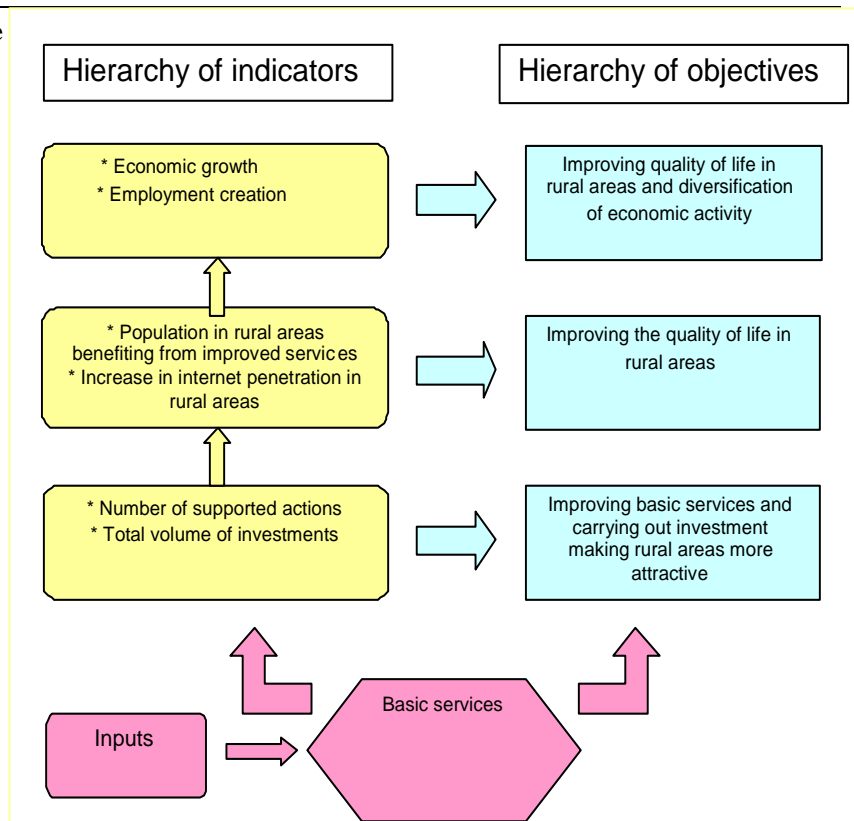 e
Hierarchy of indicators
Hierarchy of objectives
* Economic growth
* Employment creation
Improving quality of life in
rural areas and diversification
of economic activity
* Population in rural areas
benefiting from improved services
* Increase in internet penetration in
rural areas
Improving the quality of life in
rural areas
* Number of supported actions
* Total volume of investments
Improving basic services and
carrying out investment
making rural areas more
attractive
Basic services
Inputs